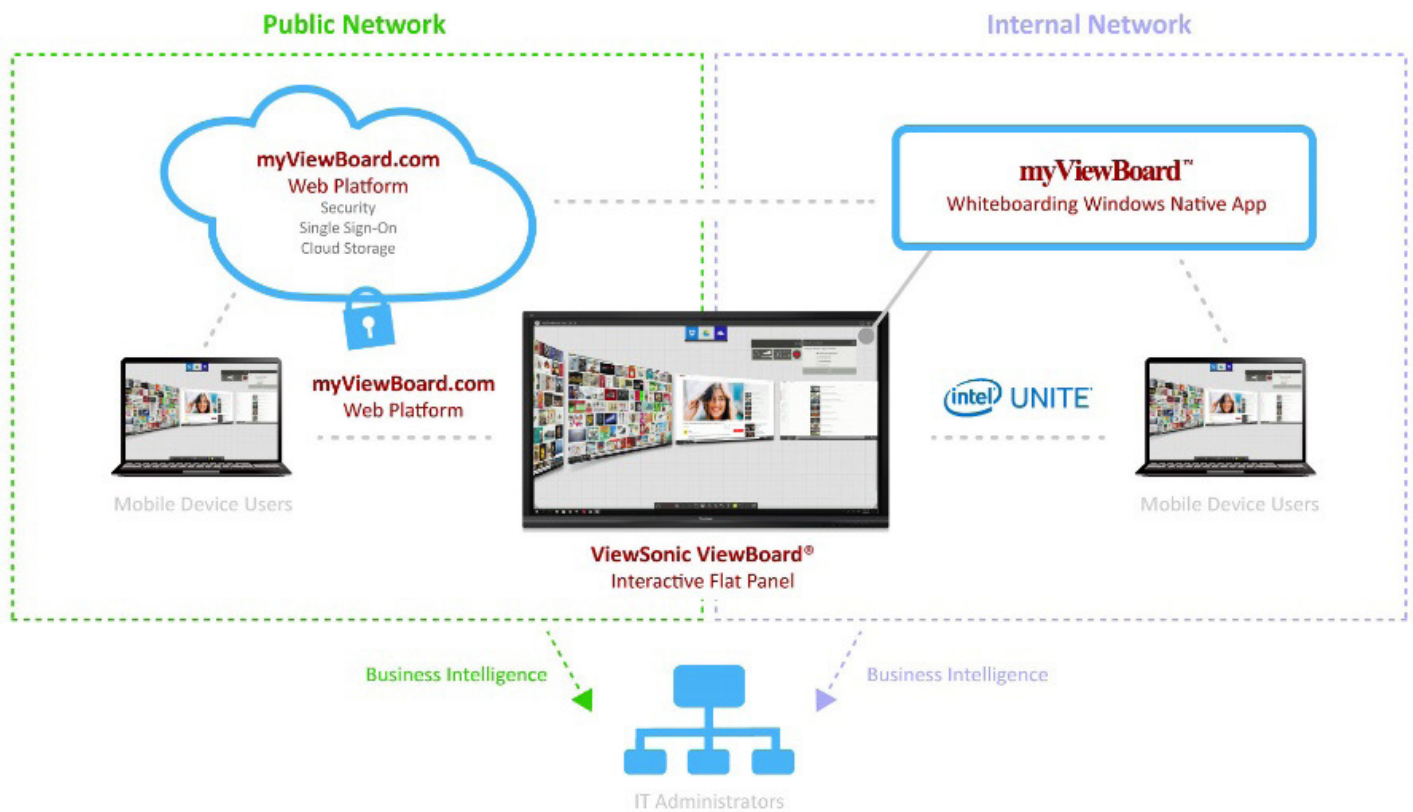 Public Network
Internal Network
myViewBoard.com
Web Platform
Security
Single Sign-On
Cloud Storage
myViewBoard™
Whiteboarding Windows Native App
myViewBoard.com
Web Platform
intel UNITE
Mobile Device Users
Mobile Device Users
ViewSonic ViewBoard®
Interactive Flat Panel
Business Intelligence
Business Intelligence
IT Administrators